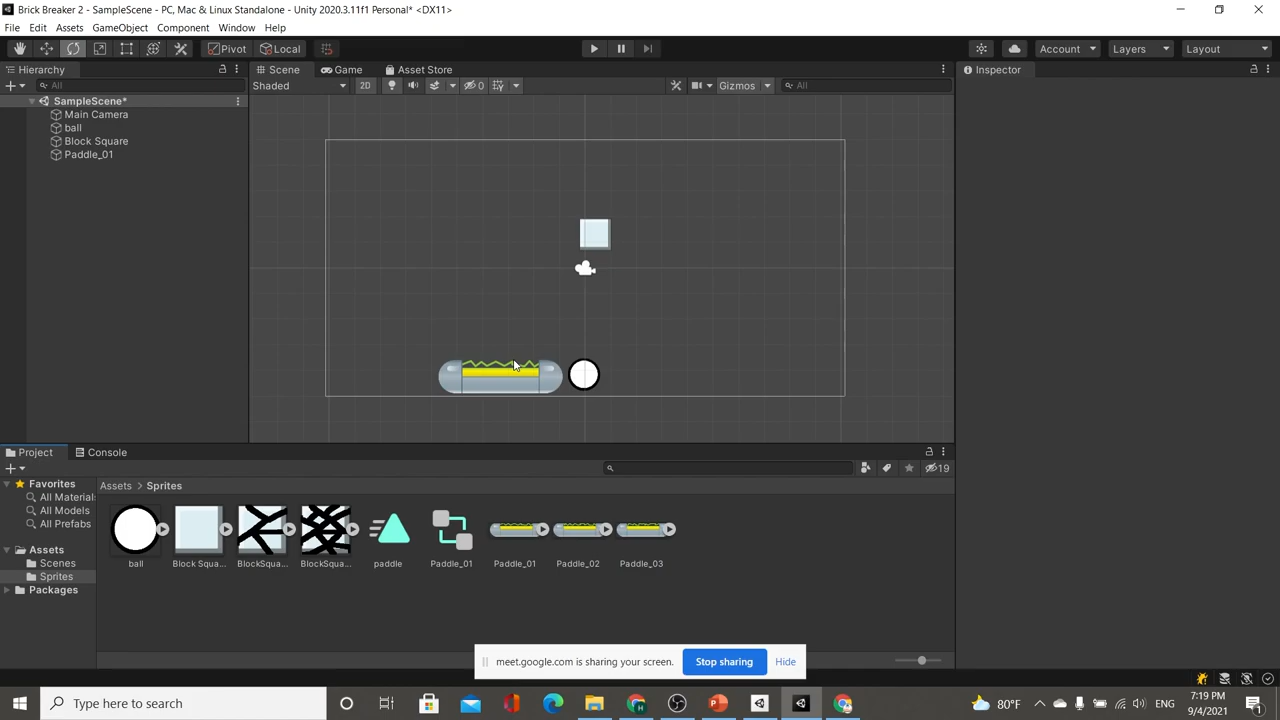 Brick Breaker 2 - SampleScene - PC, Mac & Linux Standalone - Unity 2020.3.11f1 Personal* <DX11>
File Edit Assets GameObject Component Window Help
Pivot Local Account Layers Layout
Hierarchy Scene Game Asset Store Inspector
All Shaded 2D 0 Gizmos All
SampleScene*
Main Camera
ball
Block Square
Paddle_01
Project Console
19
Favorites Assets > Sprites
All Materials
All Models
All Prefabs
Assets
Scenes
Sprites
Packages
ball Block Squa... BlockSqua... BlockSqua... paddle Paddle_01 Paddle_01 Paddle_02 Paddle_03
meet.google.com is sharing your screen. Stop sharing Hide
Type here to search 80°F ENG 7:19 PM
9/4/2021